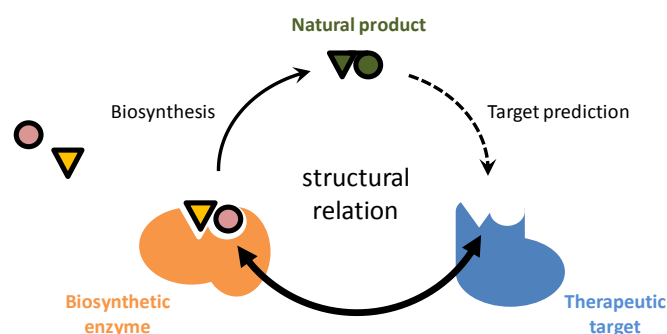 Natural product
Biosynthesis
Target prediction
structural
relation
Biosynthetic
enzyme
Therapeutic
target